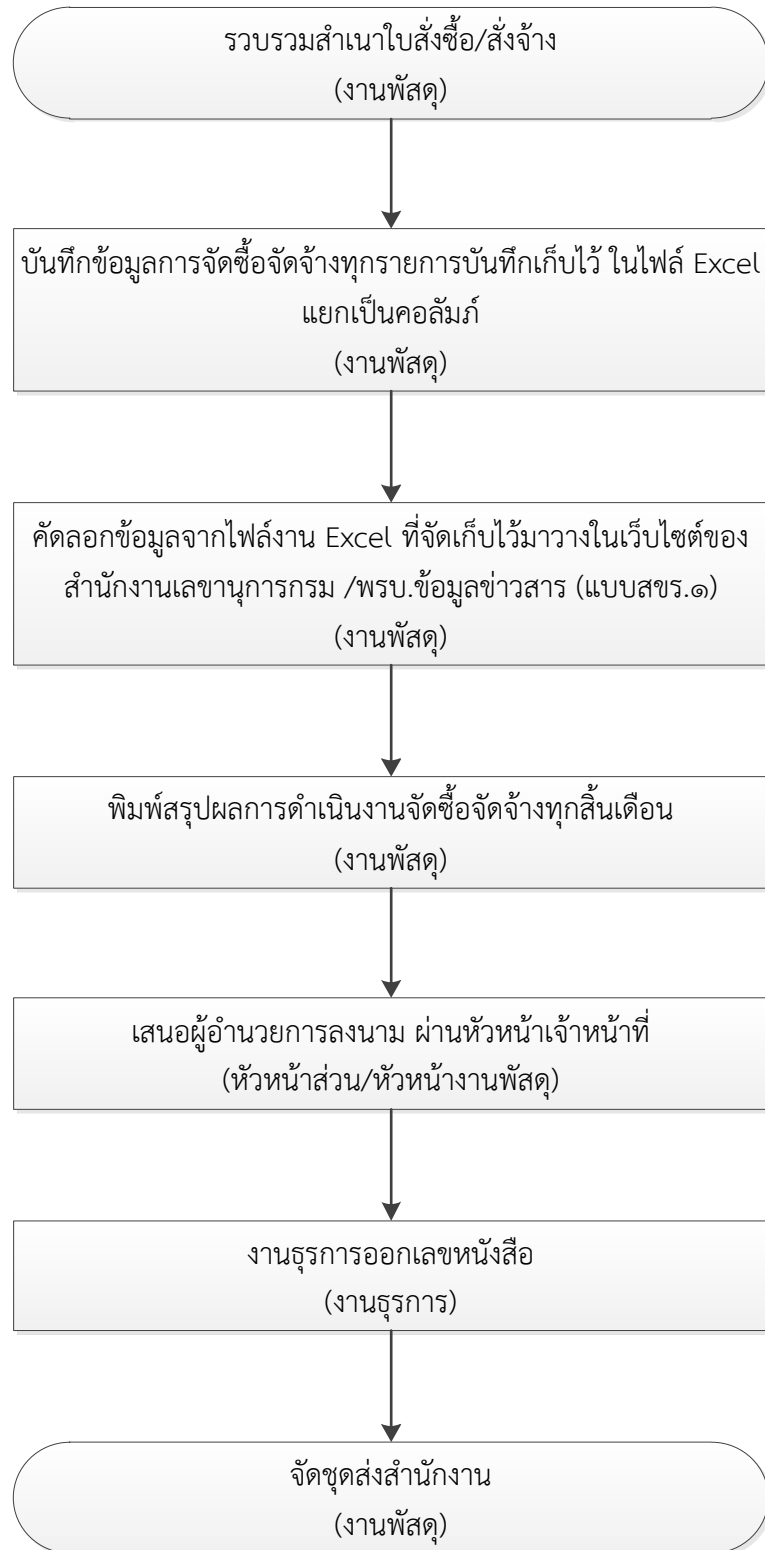 รวบรวมสำเนาใบสั่งซื้อ/สั่งจ้าง
(งานพัสดุ)
บันทึกข้อมูลการจัดซื้อจัดจ้างทุกรายการบันทึกเก็บไว้ ในไฟล์ Excel
แยกเป็นคอลัมภ์
(งานพัสดุ)
คัดลอกข้อมูลจากไฟล์งาน Excel ที่จัดเก็บไว้มาวางในเว็บไซต์ของ
สำนักงานเลขานุการกรม /พรบ.ข้อมูลข่าวสาร (แบบสขร.๑)
(งานพัสดุ)
พิมพ์สรุปผลการดำเนินงานจัดซื้อจัดจ้างทุกสิ้นเดือน
(งานพัสดุ)
เสนอผู้อำนวยการลงนาม ผ่านหัวหน้าเจ้าหน้าที่
(หัวหน้าส่วน/หัวหน้างานพัสดุ)
งานธุรการออกเลขหนังสือ
(งานธุรการ)
จัดชุดส่งสำนักงาน
(งานพัสดุ)